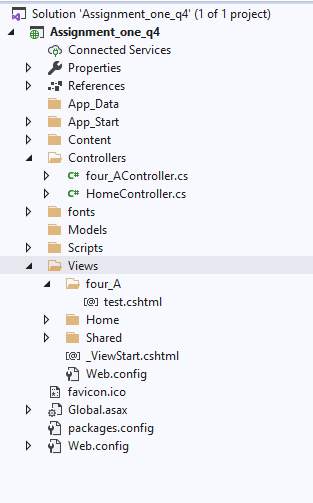 Solution 'Assignment_one_q4' (1 of 1 project)
Assignment_one_q4
Connected Services
Properties
References
App_Data
App_Start
Content
Controllers
C# four_AController.cs
C# HomeController.cs
fonts
Models
Scripts
Views
four_A
[@] test.cshtml
Home
Shared
[@] _ViewStart.cshtml
Web.config
favicon.ico
Global.asax
packages.config
Web.config